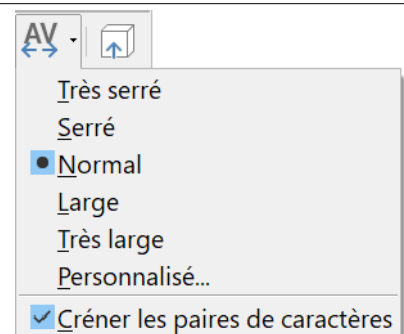 AV
Très serré
Serré
Normal
Large
Très large
Personnalisé...
Créner les paires de caractères